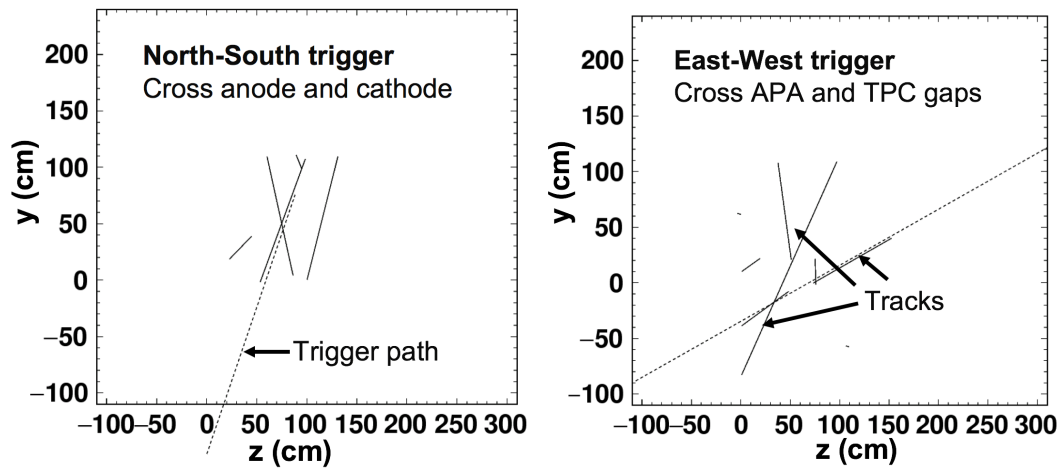 North-South trigger
Cross anode and cathode
200
150
100
50
0
−50
−100
y (cm)
Trigger path
−100−50 0 50 100 150 200 250 300
z (cm)
East-West trigger
Cross APA and TPC gaps
200
150
100
50
0
−50
−100
y (cm)
Tracks
−100−50 0 50 100 150 200 250 300
z (cm)